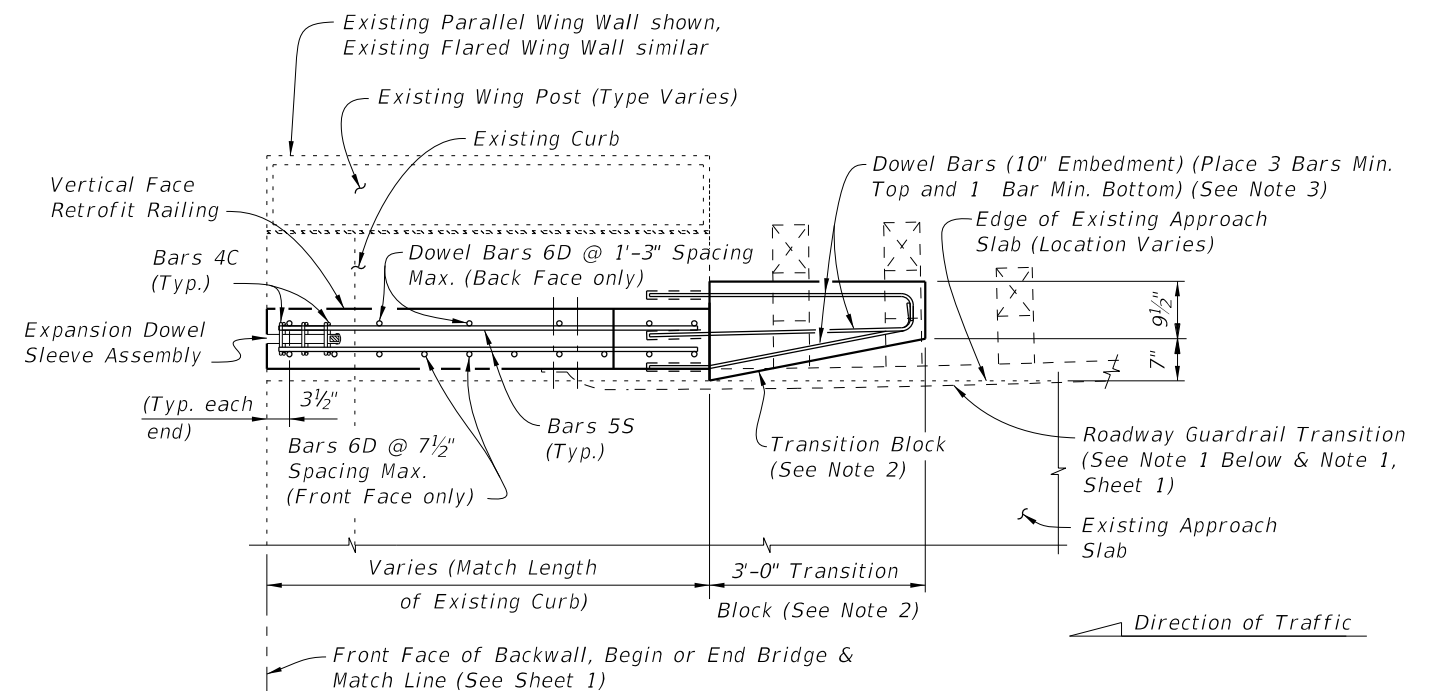 Existing Parallel Wing Wall shown,
Existing Flared Wing Wall similar
Existing Wing Post (Type Varies)
Existing Curb
Vertical Face
Retrofit Railing
Dowel Bars (10" Embedment) (Place 3 Bars Min.
Top and 1 Bar Min. Bottom) (See Note 3)
Edge of Existing Approach
Slab (Location Varies)
Bars 4C
(Typ.)
Dowel Bars 6D @ 1'-3" Spacing
Max. (Back Face only)
Expansion Dowel
Sleeve Assembly
9½"
7"
(Typ. each
end)
3½"
Bars 6D @ 7½"
Spacing Max.
(Front Face only)
Bars 5S
(Typ.)
Transition Block
(See Note 2)
Roadway Guardrail Transition
(See Note 1 Below & Note 1,
Sheet 1)
Existing Approach
Slab
Varies (Match Length
of Existing Curb)
3'-0" Transition
Block (See Note 2)
Direction of Traffic
Front Face of Backwall, Begin or End Bridge &
Match Line (See Sheet 1)